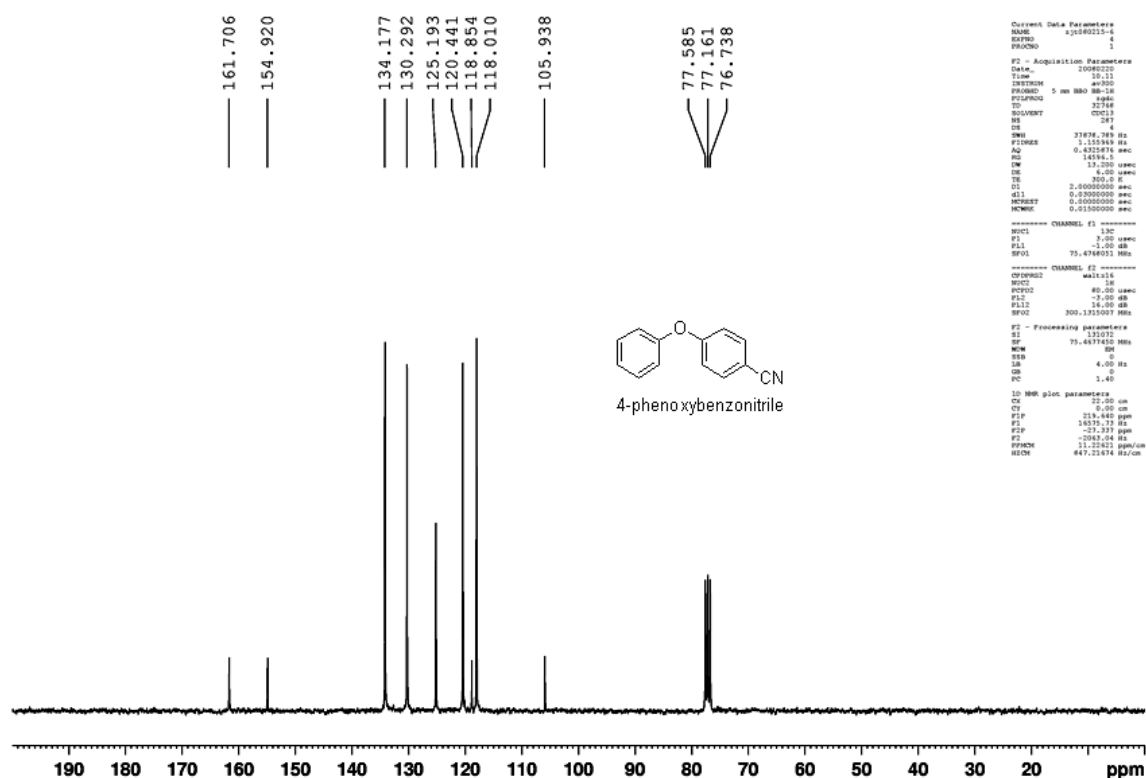 161.706
154.920
134.177
130.292
125.193
120.441
118.854
118.010
105.938
77.585
77.161
76.738
Current Data Parameters
NAME zjt080215-6
EXPNO 4
PROCNO 1
F2 - Acquisition Parameters
Date_ 20080220
Time 10.11
INSTRUM av300
PROBHD 5 mm BBO BB-1H
PULPROG zgdc
TD 32768
SOLVENT CDCl3
NS 287
DS 4
SWH 37878.789 Hz
FIDRES 1.155969 Hz
AQ 0.4325876 sec
RG 14596.5
DW 13.200 usec
DE 6.00 usec
TE 300.0 K
D1 2.00000000 sec
d11 0.03000000 sec
MCREST 0.00000000 sec
MCWRK 0.01500000 sec
======== CHANNEL f1 ========
NUC1 13C
P1 3.00 usec
PL1 -1.00 dB
SFO1 75.4768051 MHz
======== CHANNEL f2 ========
CPDPRG2 waltz16
NUC2 1H
PCPD2 80.00 usec
PL2 -3.00 dB
PL12 16.00 dB
SFO2 300.1315007 MHz
F2 - Processing parameters
SI 131072
SF 75.4677450 MHz
WDW EM
SSB 0
LB 4.00 Hz
GB 0
PC 1.40
1D NMR plot parameters
CX 22.00 cm
CY 0.00 cm
F1P 219.640 ppm
F1 16575.73 Hz
F2P -27.337 ppm
F2 -2063.04 Hz
PPMCM 11.22621 ppm/cm
HZCM 847.21674 Hz/cm
O
CN
4-phenoxybenzonitrile
190 180 170 160 150 140 130 120 110 100 90 80 70 60 50 40 30 20 ppm